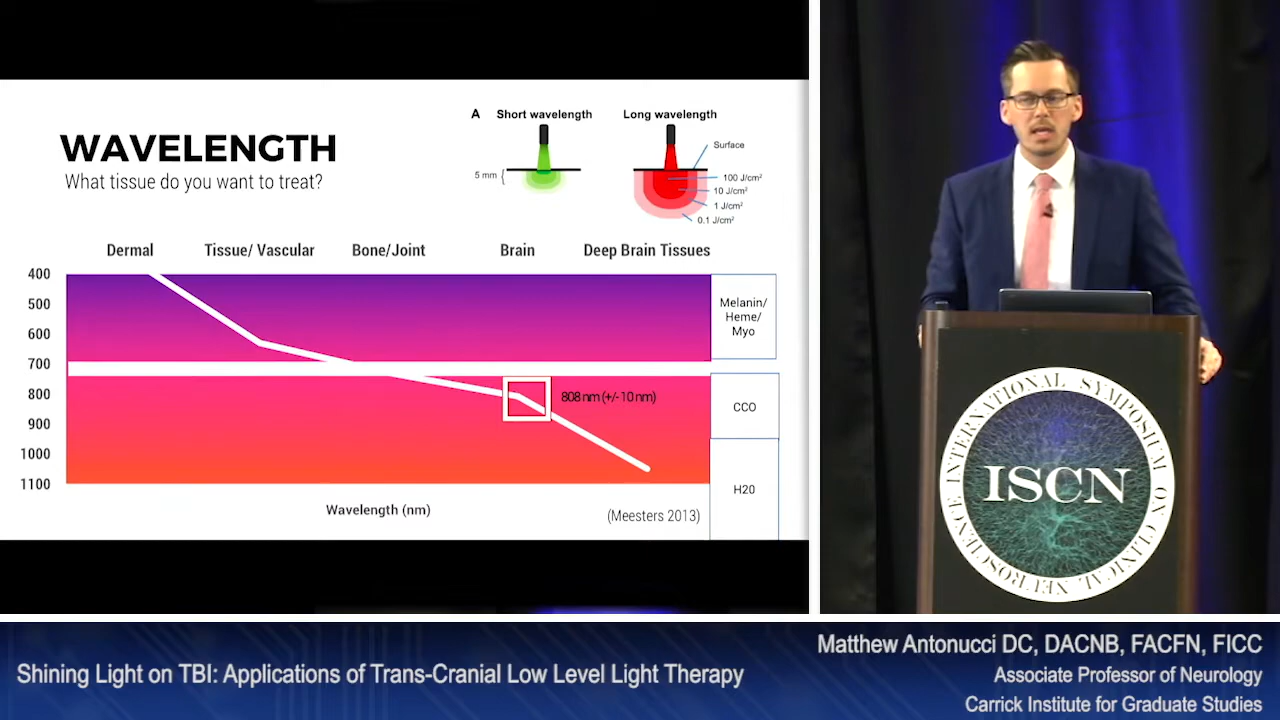 WAVELENGTH
What tissue do you want to treat?
A Short wavelength
Long wavelength
5 mm
Surface
100 J/cm²
10 J/cm²
1 J/cm²
0.1 J/cm²
Dermal
Tissue/ Vascular
Bone/Joint
Brain
Deep Brain Tissues
400
500
600
700
800
900
1000
1100
808 nm (+/- 10 nm)
Melanin/
Heme/
Myo
CCO
H20
Wavelength (nm)
(Meesters 2013)
INTERNATIONAL SYMPOSIUM ON CLINICAL NEUROSCIENCE
ISCN
Shining Light on TBI: Applications of Trans-Cranial Low Level Light Therapy
Matthew Antonucci DC, DACNB, FACFN, FICC
Associate Professor of Neurology
Carrick Institute for Graduate Studies